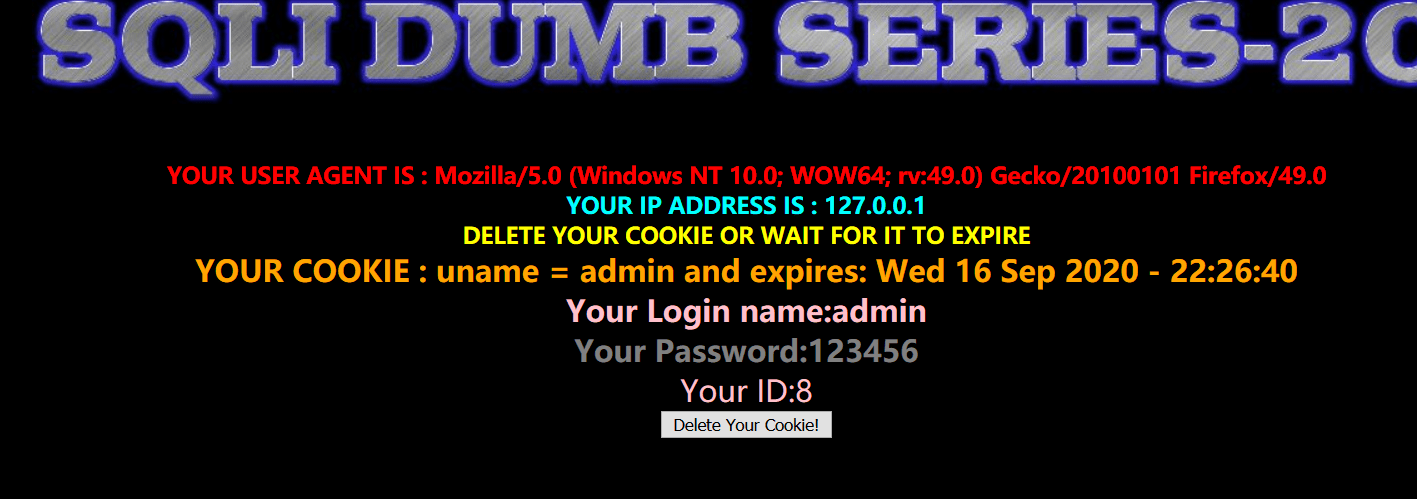 SQLI DUMB SERIES-2
YOUR USER AGENT IS : Mozilla/5.0 (Windows NT 10.0; WOW64; rv:49.0) Gecko/20100101 Firefox/49.0
YOUR IP ADDRESS IS : 127.0.0.1
DELETE YOUR COOKIE OR WAIT FOR IT TO EXPIRE
YOUR COOKIE : uname = admin and expires: Wed 16 Sep 2020 - 22:26:40
Your Login name:admin
Your Password:123456
Your ID:8
Delete Your Cookie!